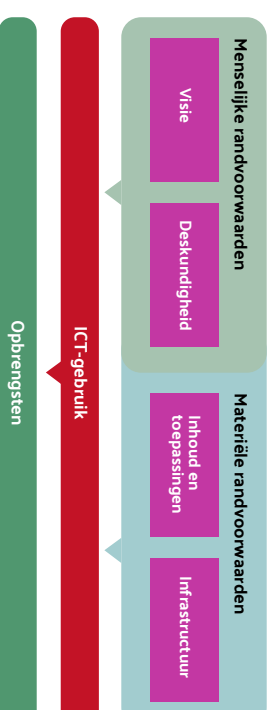 Menselijke randvoorwaarden
Visie
Deskundigheid
Materiële randvoorwaarden
Inhoud en
toepassingen
Infrastructuur
ICT-gebruik
Opbrengsten